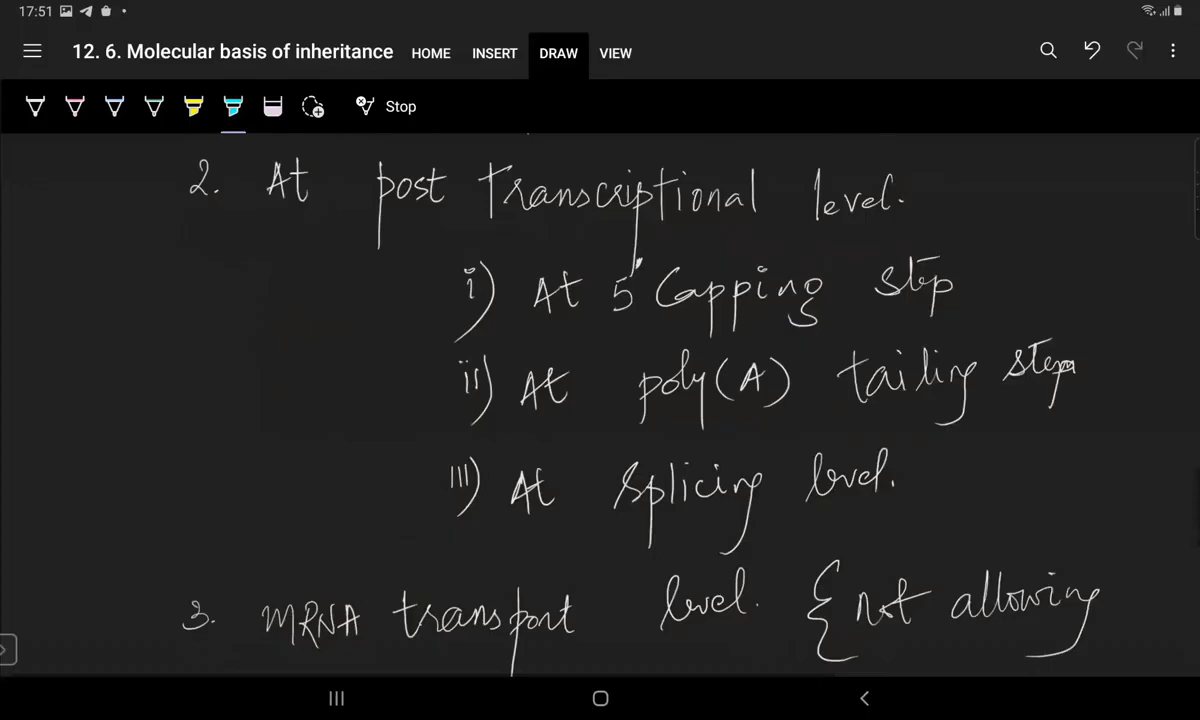 17:51
12. 6. Molecular basis of inheritance HOME INSERT DRAW VIEW
Stop
2. At post transcriptional level.
i) At 5' Capping step
ii) At poly(A) tailing step
iii) At splicing level.
3. mRNA transport level. { not allowing